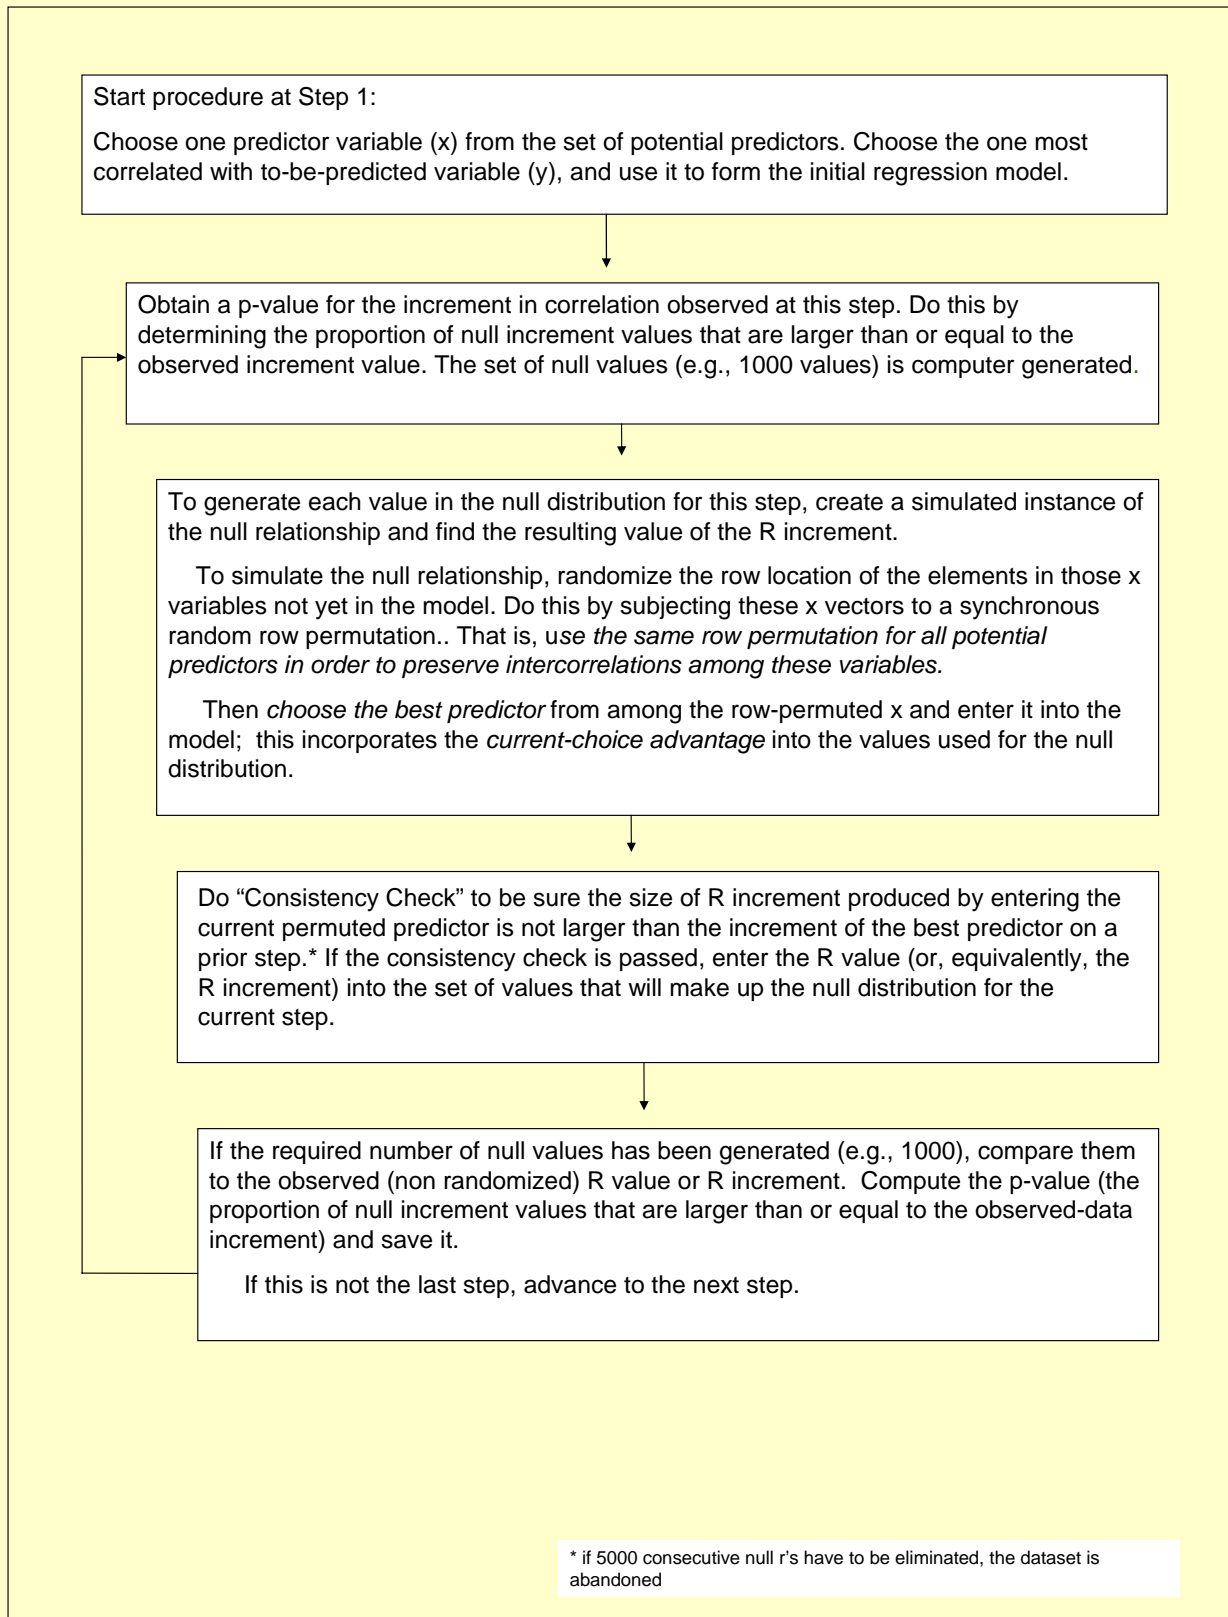 Start procedure at Step 1:
Choose one predictor variable (x) from the set of potential predictors. Choose the one most
correlated with to-be-predicted variable (y), and use it to form the initial regression model.
Obtain a p-value for the increment in correlation observed at this step. Do this by
determining the proportion of null increment values that are larger than or equal to the
observed increment value. The set of null values (e.g., 1000 values) is computer generated.
To generate each value in the null distribution for this step, create a simulated instance of
the null relationship and find the resulting value of the R increment.
To simulate the null relationship, randomize the row location of the elements in those x
variables not yet in the model. Do this by subjecting these x vectors to a synchronous
random row permutation.. That is, use the same row permutation for all potential
predictors in order to preserve intercorrelations among these variables.
Then choose the best predictor from among the row-permuted x and enter it into the
model; this incorporates the current-choice advantage into the values used for the null
distribution.
Do “Consistency Check” to be sure the size of R increment produced by entering the
current permuted predictor is not larger than the increment of the best predictor on a
prior step.* If the consistency check is passed, enter the R value (or, equivalently, the
R increment) into the set of values that will make up the null distribution for the
current step.
If the required number of null values has been generated (e.g., 1000), compare them
to the observed (non randomized) R value or R increment. Compute the p-value (the
proportion of null increment values that are larger than or equal to the observed-data
increment) and save it.
If this is not the last step, advance to the next step.
* if 5000 consecutive null r’s have to be eliminated, the dataset is
abandoned